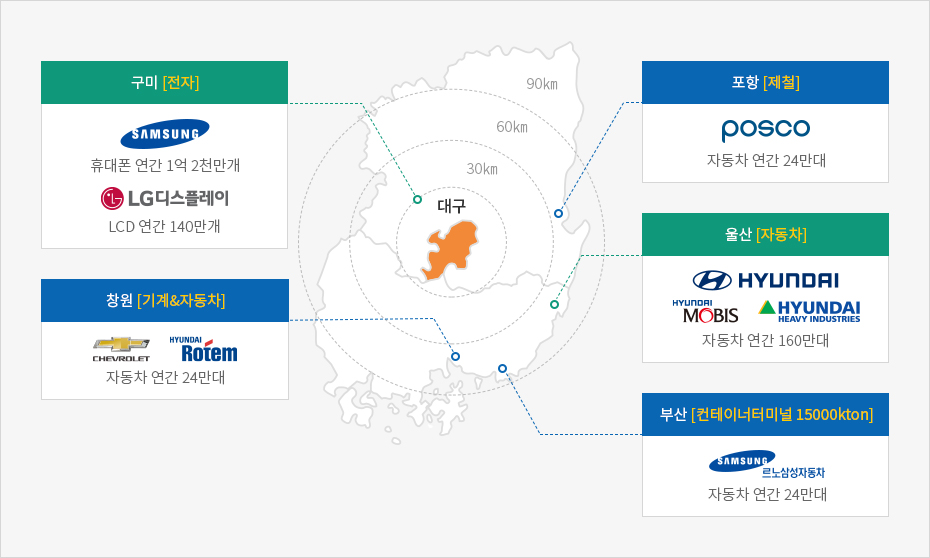 구미 [전자]
SAMSUNG
휴대폰 연간 1억 2천만개
LG디스플레이
LCD 연간 140만개
창원 [기계&자동차]
CHEVROLET
HYUNDAI
Rotem
자동차 연간 24만대
90km
60km
30km
대구
포항 [제철]
posco
자동차 연간 24만대
울산 [자동차]
HYUNDAI
HYUNDAI
MOBIS
HYUNDAI
HEAVY INDUSTRIES
자동차 연간 160만대
부산 [컨테이너터미널 15000kton]
SAMSUNG
르노삼성자동차
자동차 연간 24만대